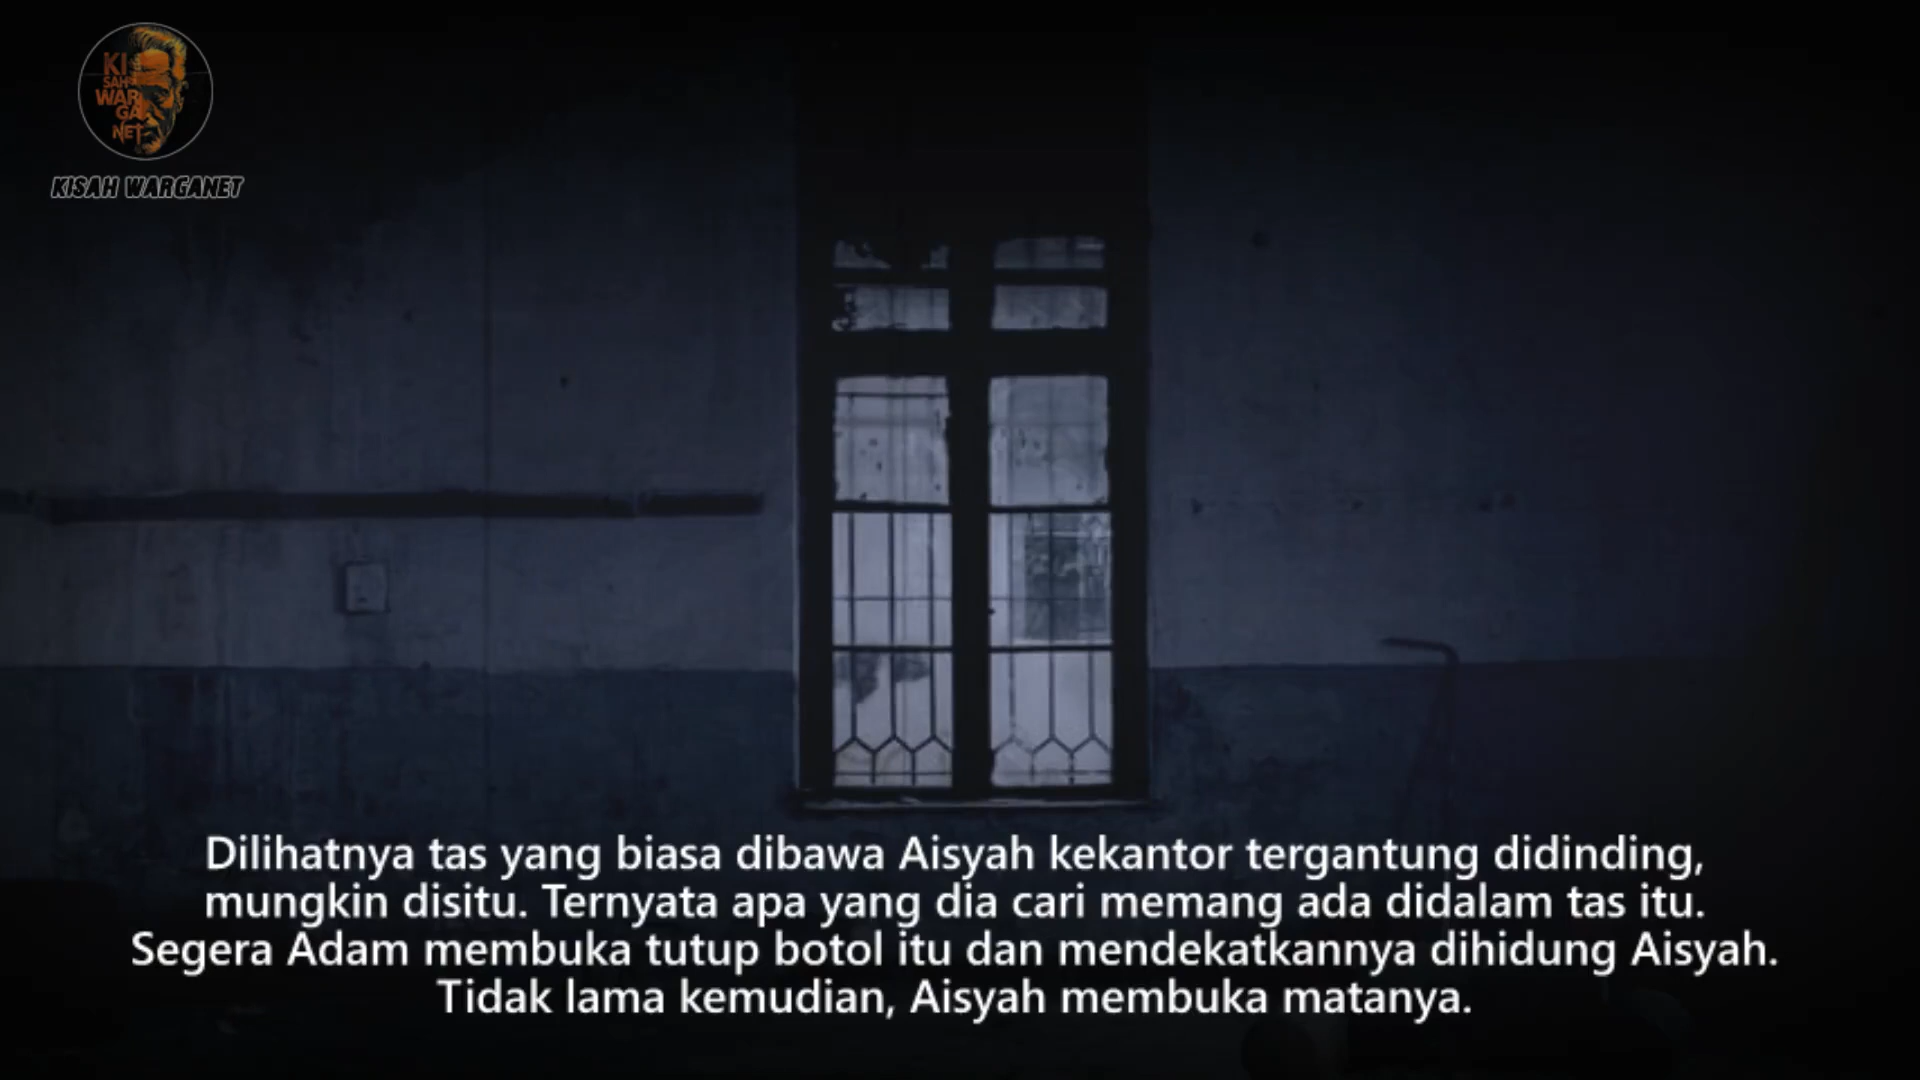 KI
SAH
WAR
GA
NET
KISAH WARGANET
Dilihatnya tas yang biasa dibawa Aisyah kekantor tergantung didinding,
mungkin disitu. Ternyata apa yang dia cari memang ada didalam tas itu.
Segera Adam membuka tutup botol itu dan mendekatkannya dihidung Aisyah.
Tidak lama kemudian, Aisyah membuka matanya.